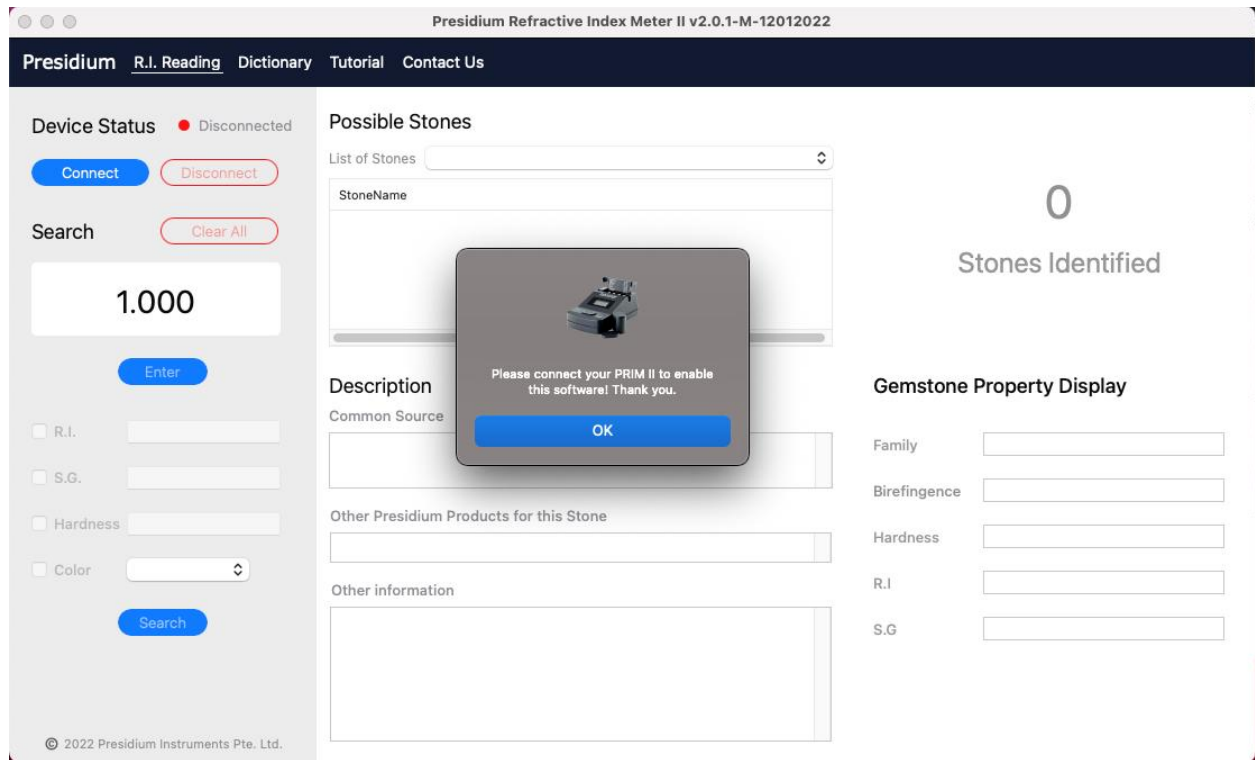 Presidium Refractive Index Meter II v2.0.1-M-12012022
Presidium R.I. Reading Dictionary Tutorial Contact Us
Device Status Disconnected
Connect Disconnect
Search Clear All
1.000
Enter
R.I.
S.G.
Hardness
Color
Search
© 2022 Presidium Instruments Pte. Ltd.
Possible Stones
List of Stones
StoneName
0
Stones Identified
Please connect your PRIM II to enable
this software! Thank you.
OK
Description
Common Source
Other Presidium Products for this Stone
Other information
Gemstone Property Display
Family
Birefingence
Hardness
R.I
S.G